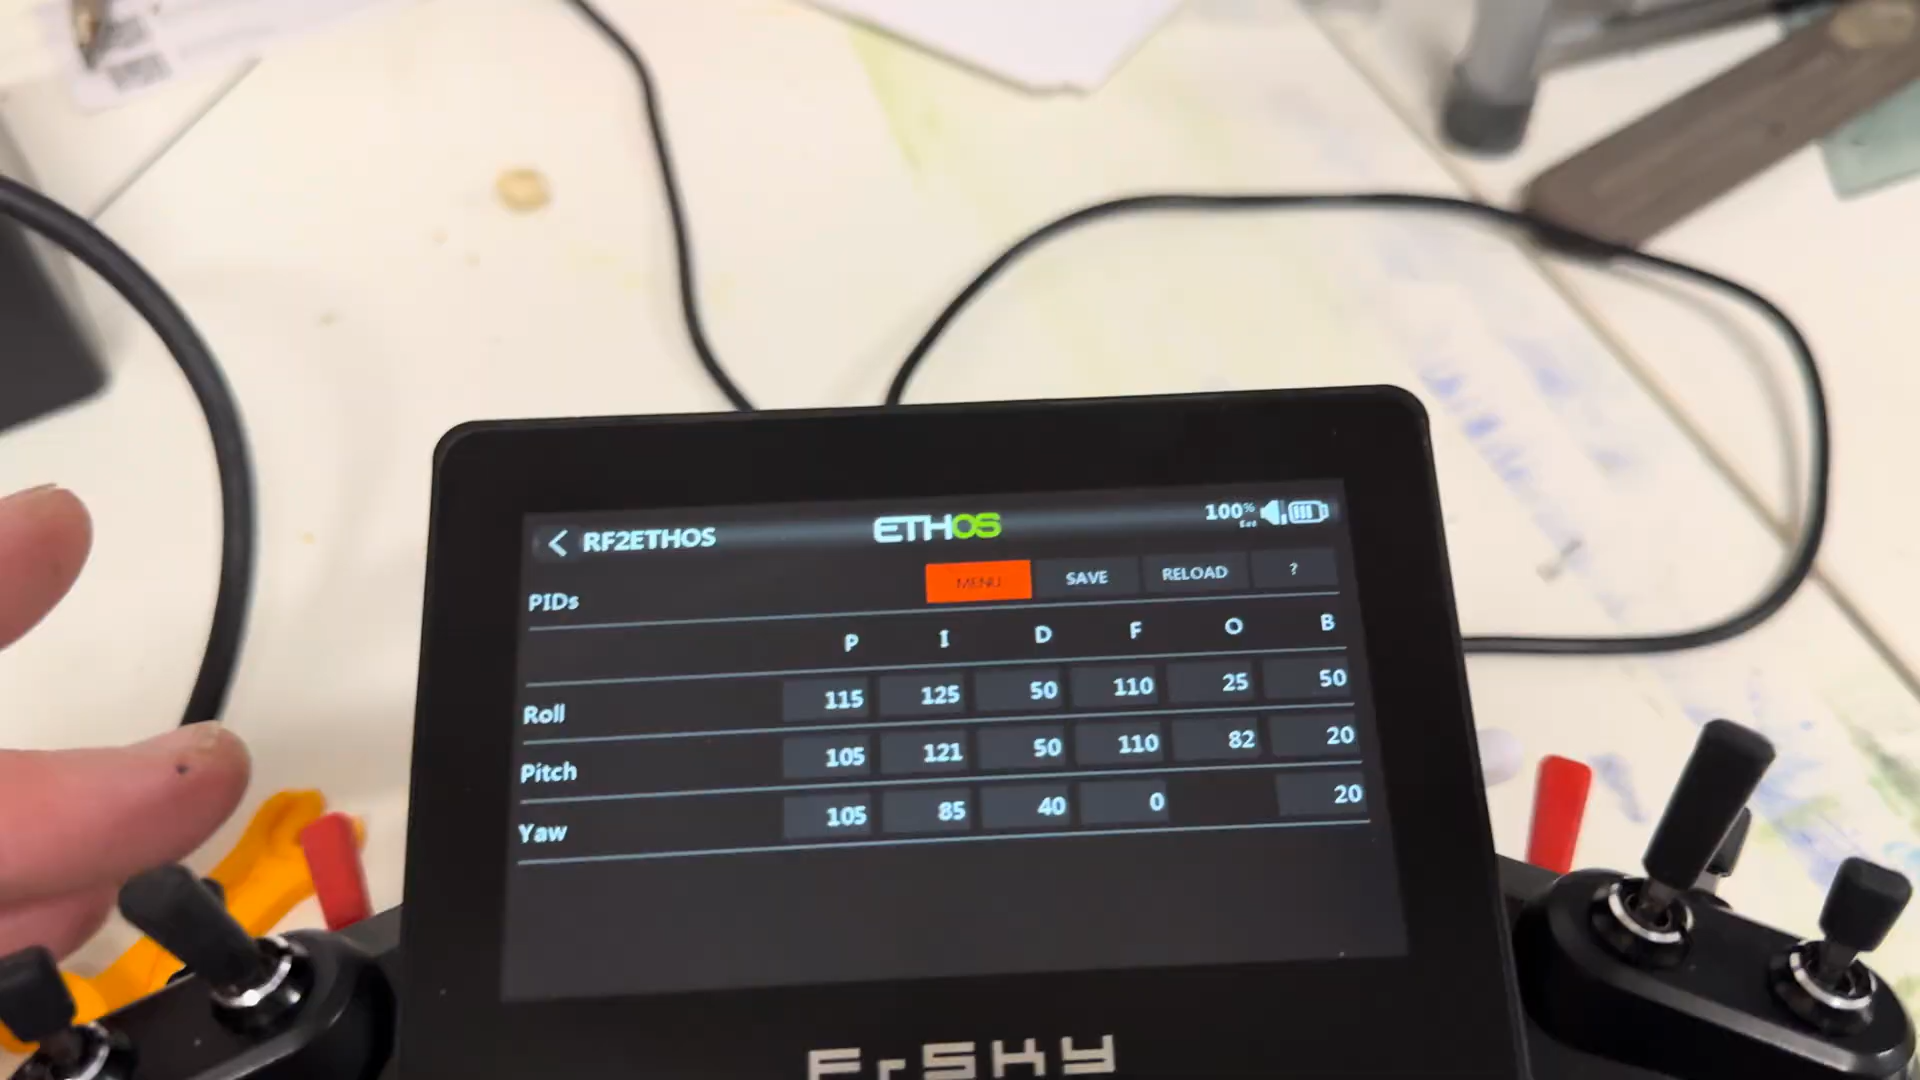 RF2ETHOS ETHOS 100%
Ext
PIDs MENU SAVE RELOAD ?
P I D F O B
Roll 115 125 50 110 25 50
Pitch 105 121 50 110 82 20
Yaw 105 85 40 0 20
FrSKY